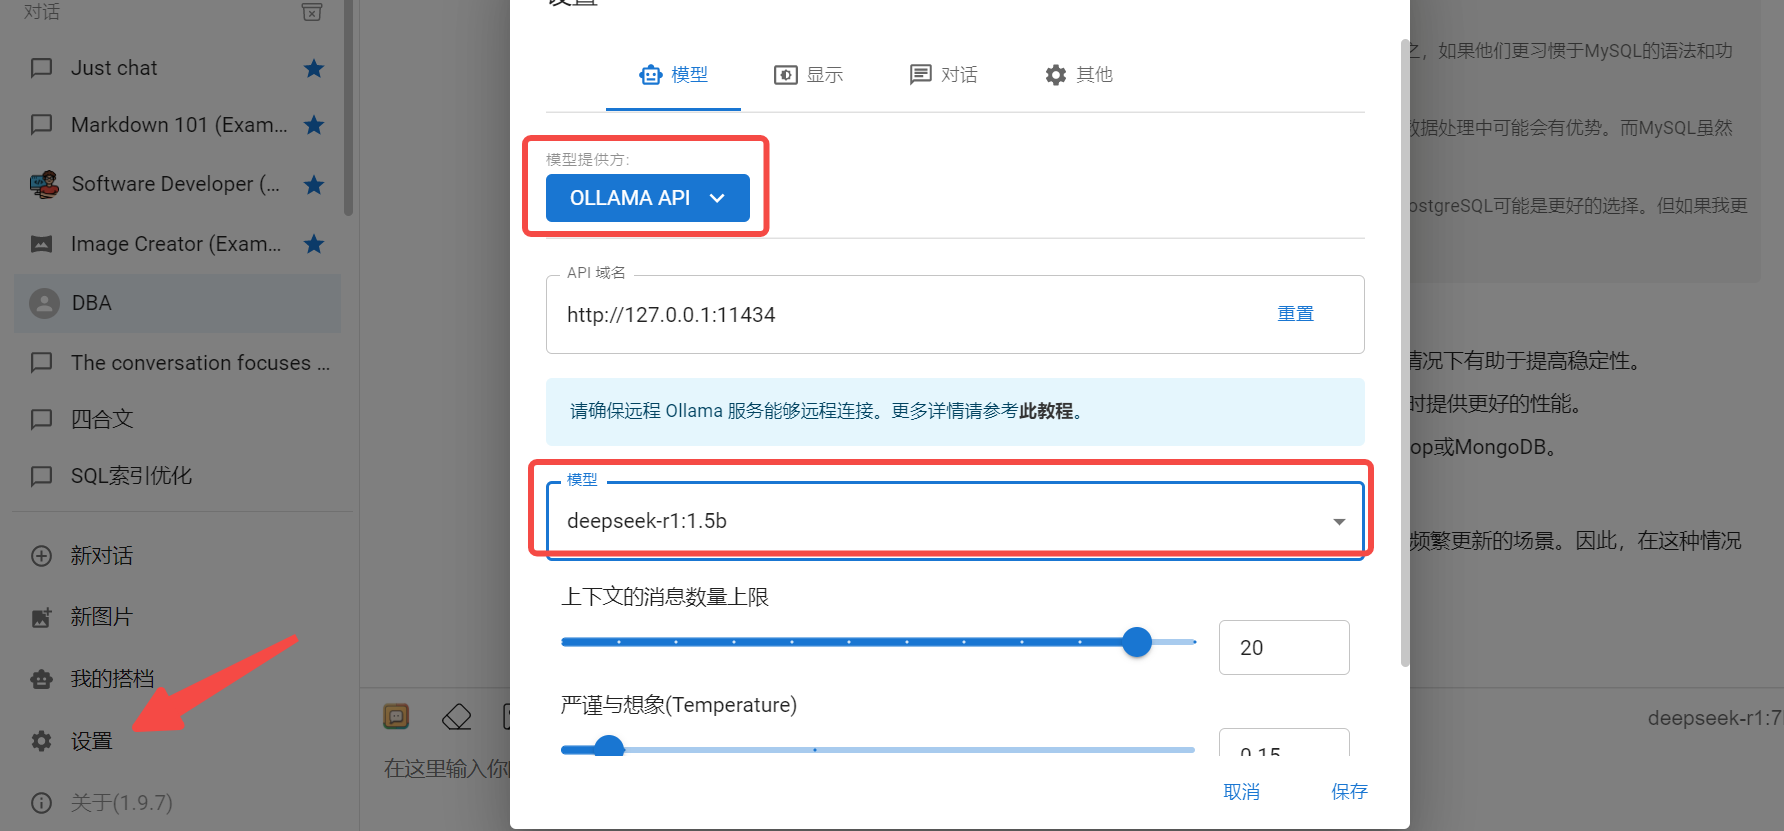 对话
Just chat
Markdown 101 (Exam...
Software Developer (...
Image Creator (Exam...
DBA
The conversation focuses ...
四合文
SQL索引优化
新对话
新图片
我的搭档
设置
关于(1.9.7)
设置
模型
显示
对话
其他
模型提供方:
OLLAMA API
API 域名
http://127.0.0.1:11434
重置
请确保远程 Ollama 服务能够远程连接。更多详情请参考此教程。
模型
deepseek-r1:1.5b
上下文的消息数量上限
20
严谨与想象(Temperature)
0.15
取消
保存
，如果他们更习惯于MySQL的语法和功
数据处理中可能会有优势。而MySQL虽然
ostgreSQL可能是更好的选择。但如果我更
情况下有助于提高稳定性。
时提供更好的性能。
op或MongoDB。
频繁更新的场景。因此，在这种情况
deepseek-r1:7
在这里输入你